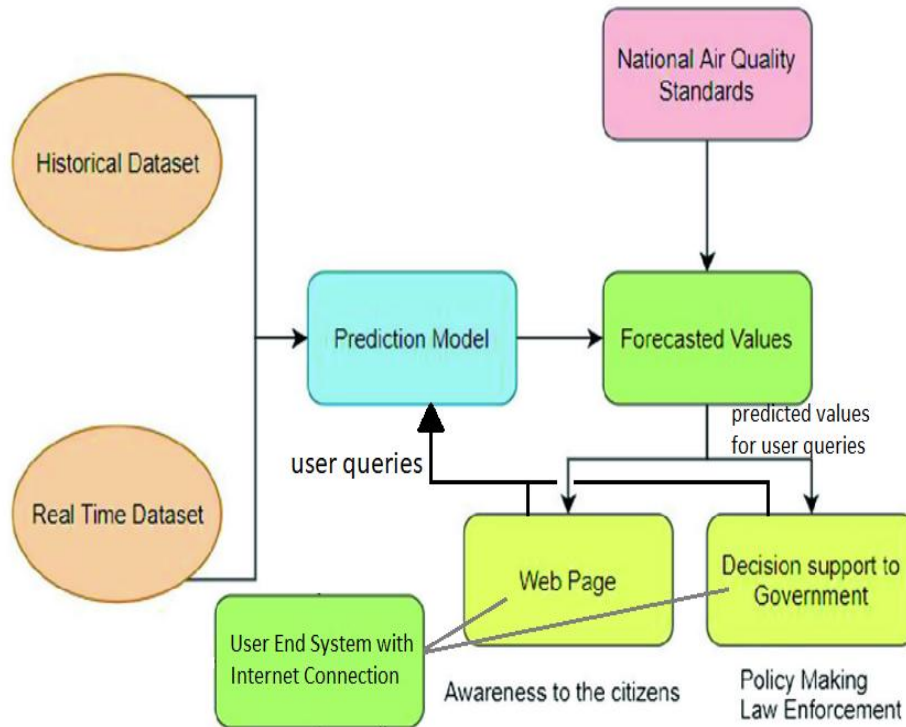 National Air Quality
Standards
Historical Dataset
Prediction Model
Forecasted Values
predicted values
for user queries
user queries
Real Time Dataset
Web Page
Decision support to
Government
User End System with
Internet Connection
Awareness to the citizens
Policy Making
Law Enforcement